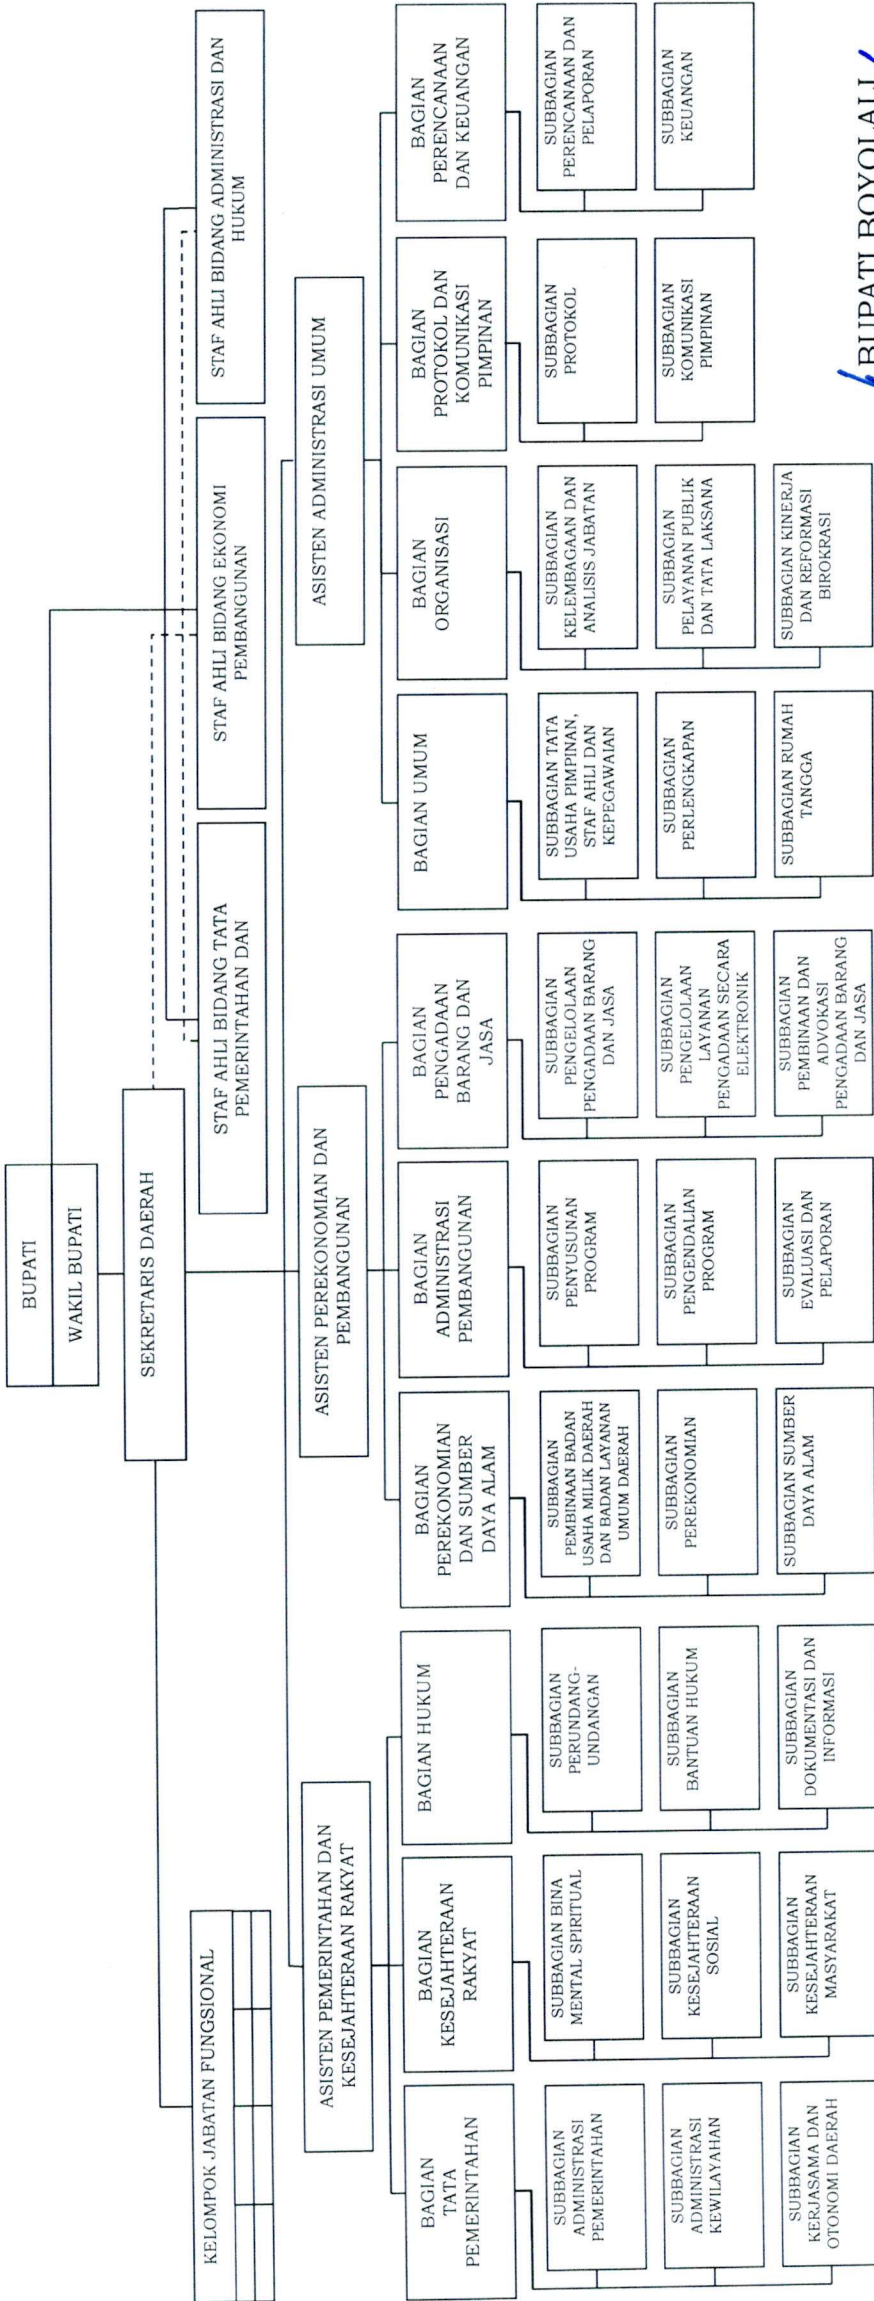 BUPATI
WAKIL BUPATI
SEKRETARIS DAERAH
KELOMPOK JABATAN FUNGSIONAL
STAF AHLI BIDANG TATA
PEMERINTAHAN DAN
STAF AHLI BIDANG EKONOMI
PEMBANGUNAN
STAF AHLI BIDANG ADMINISTRASI DAN
HUKUM
ASISTEN PEMERINTAHAN DAN
KESEJAHTERAAN RAKYAT
ASISTEN PEREKONOMIAN DAN
PEMBANGUNAN
ASISTEN ADMINISTRASI UMUM
BAGIAN
TATA
PEMERINTAHAN
BAGIAN
KESEJAHTERAAN
RAKYAT
BAGIAN HUKUM
BAGIAN
PEREKONOMIAN
DAN SUMBER
DAYA ALAM
BAGIAN
ADMINISTRASI
PEMBANGUNAN
BAGIAN
PENGADAAN
BARANG DAN
JASA
BAGIAN UMUM
BAGIAN
ORGANISASI
BAGIAN
PROTOKOL DAN
KOMUNIKASI
PIMPINAN
BAGIAN
PERENCANAAN
DAN KEUANGAN
SUBBAGIAN
ADMINISTRASI
PEMERINTAHAN
SUBBAGIAN BINA
MENTAL SPIRITUAL
SUBBAGIAN
PERUNDANG-
UNDANGAN
SUBBAGIAN
PEMBINAAN BADAN
USAHA MILIK DAERAH
DAN BADAN LAYANAN
UMUM DAERAH
SUBBAGIAN
PENYUSUNAN
PROGRAM
SUBBAGIAN
PENGELOLAAN
PENGADAAN BARANG
DAN JASA
SUBBAGIAN TATA
USAHA PIMPINAN,
STAF AHLI DAN
KEPEGAWAIAN
SUBBAGIAN
KELEMBAGAAN DAN
ANALISIS JABATAN
SUBBAGIAN
PROTOKOL
SUBBAGIAN
PERENCANAAN DAN
PELAPORAN
SUBBAGIAN
ADMINISTRASI
KEWILAYAHAN
SUBBAGIAN
KESEJAHTERAAN
SOSIAL
SUBBAGIAN
BANTUAN HUKUM
SUBBAGIAN
PEREKONOMIAN
SUBBAGIAN
PENGENDALIAN
PROGRAM
SUBBAGIAN
PENGELOLAAN
LAYANAN
PENGADAAN SECARA
ELEKTRONIK
SUBBAGIAN
PERLENGKAPAN
SUBBAGIAN
PELAYANAN PUBLIK
DAN TATA LAKSANA
SUBBAGIAN
KOMUNIKASI
PIMPINAN
SUBBAGIAN
KEUANGAN
SUBBAGIAN
KERJASAMA DAN
OTONOMI DAERAH
SUBBAGIAN
KESEJAHTERAAN
MASYARAKAT
SUBBAGIAN
DOKUMENTASI DAN
INFORMASI
SUBBAGIAN SUMBER
DAYA ALAM
SUBBAGIAN
EVALUASI DAN
PELAPORAN
SUBBAGIAN
PEMBINAAN DAN
ADVOKASI
PENGADAAN BARANG
DAN JASA
SUBBAGIAN RUMAH
TANGGA
SUBBAGIAN KINERJA
DAN REFORMASI
BIROKRASI
BUPATI BOYOLALI